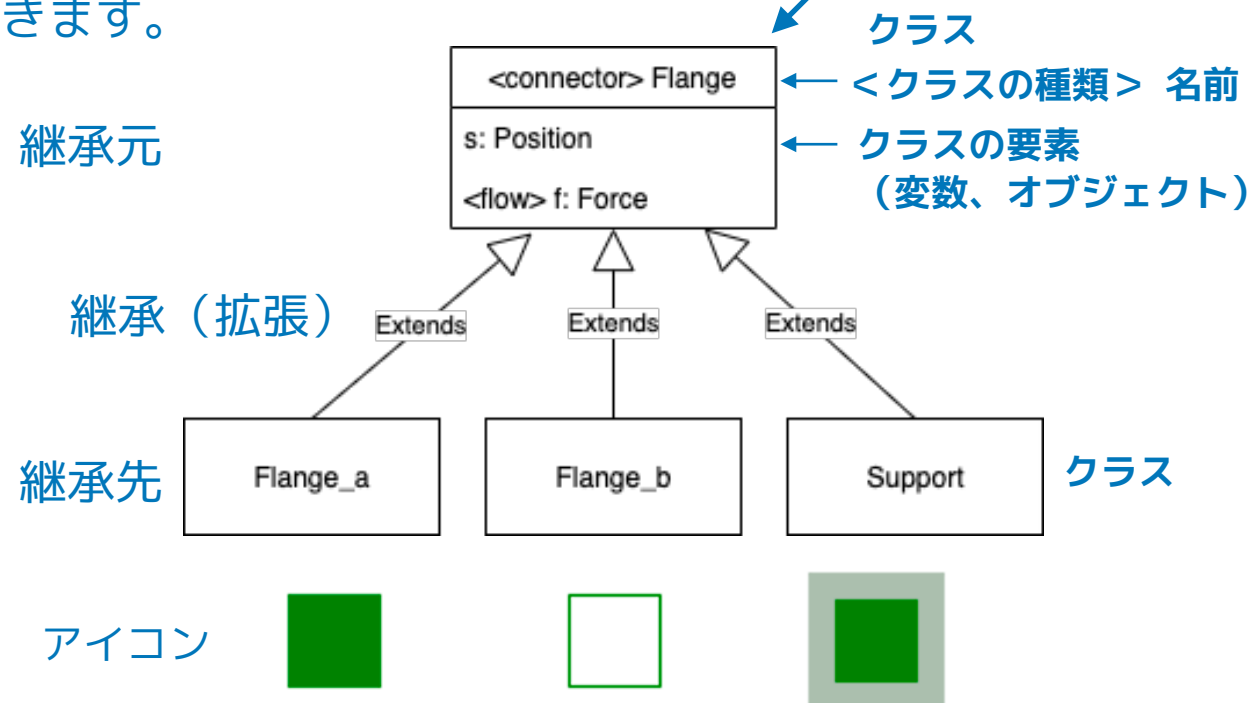 きます。
クラス
<connector> Flange
＜クラスの種類＞ 名前
継承元
s: Position
クラスの要素
（変数、オブジェクト）
<flow> f: Force
継承（拡張）
Extends
Extends
Extends
継承先
Flange_a
Flange_b
Support
クラス
アイコン